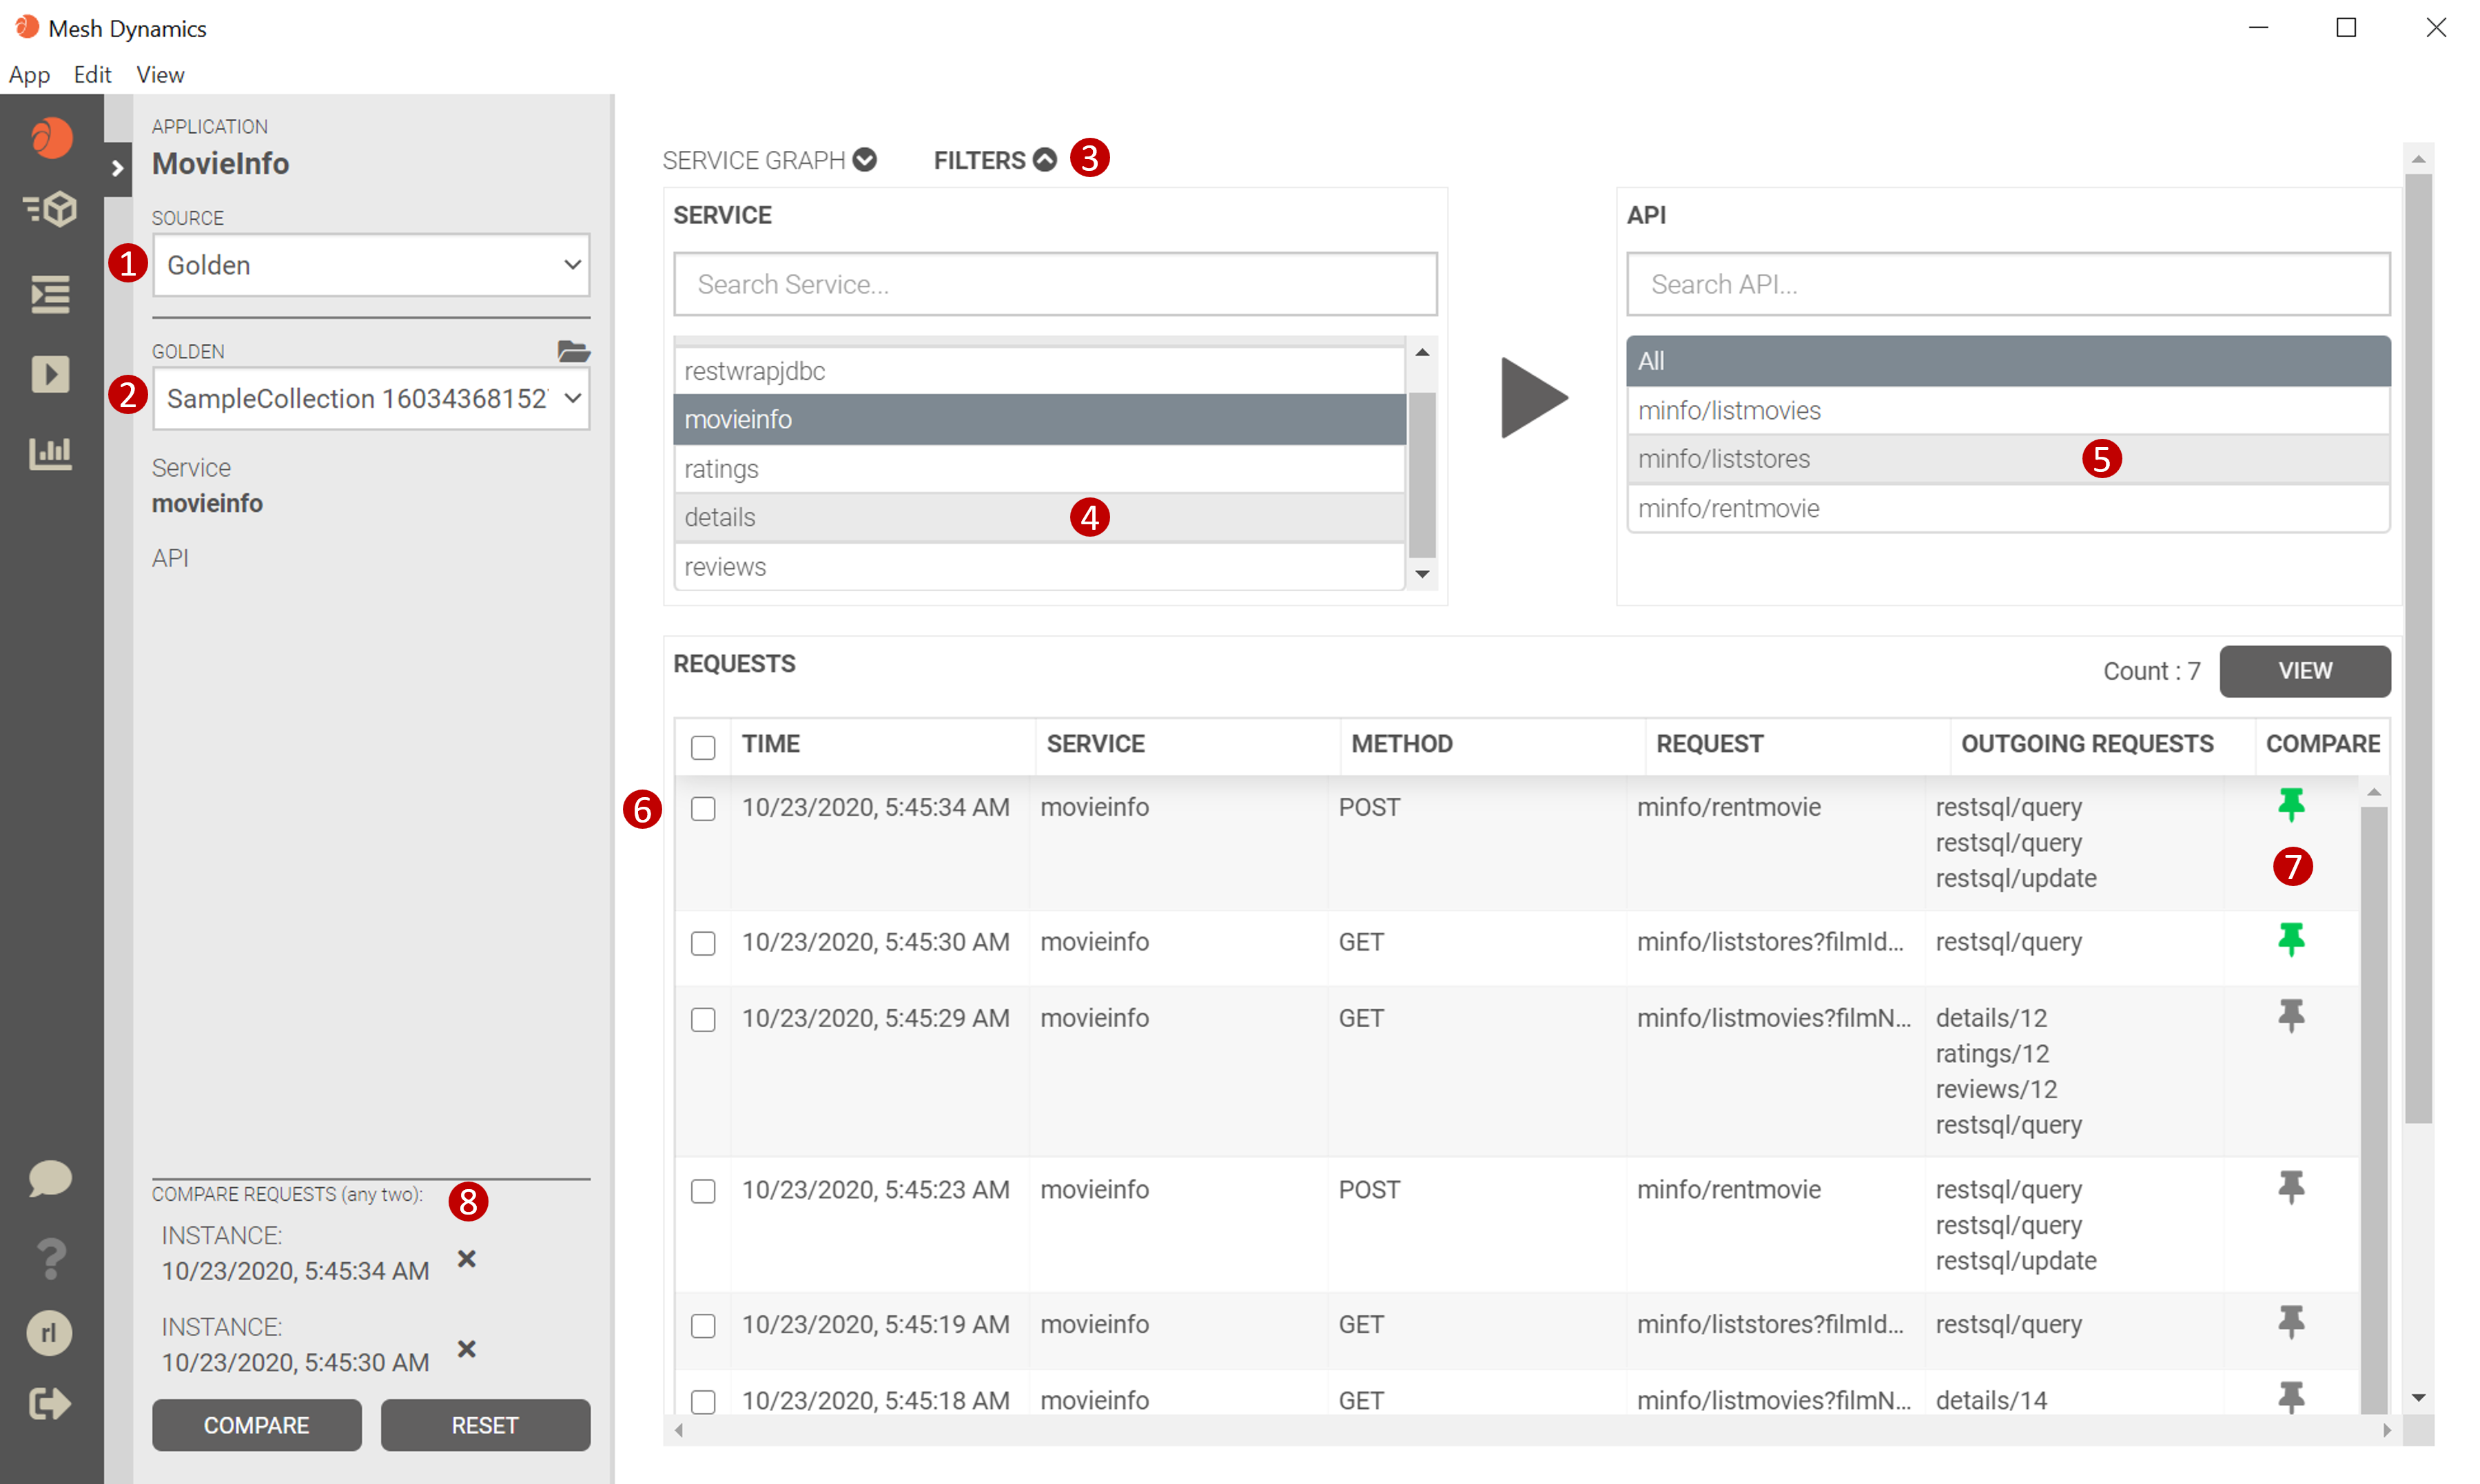 Mesh Dynamics
App Edit View
APPLICATION
MovieInfo
SOURCE
1 Golden
GOLDEN
2 SampleCollection 160343681527
Service
movieinfo
API
COMPARE REQUESTS (any two): 8
INSTANCE:
10/23/2020, 5:45:34 AM
INSTANCE:
10/23/2020, 5:45:30 AM
COMPARE RESET
rl
SERVICE GRAPH FILTERS 3
SERVICE
Search Service...
restwrapjdbc
movieinfo
ratings
details 4
reviews
API
Search API...
All
minfo/listmovies
minfo/liststores 5
minfo/rentmovie
REQUESTS Count : 7 VIEW
TIME SERVICE METHOD REQUEST OUTGOING REQUESTS COMPARE
6 10/23/2020, 5:45:34 AM movieinfo POST minfo/rentmovie restsql/query
restsql/query
7
restsql/update
10/23/2020, 5:45:30 AM movieinfo GET minfo/liststores?filmId... restsql/query
10/23/2020, 5:45:29 AM movieinfo GET minfo/listmovies?filmN... details/12
ratings/12
reviews/12
restsql/query
10/23/2020, 5:45:23 AM movieinfo POST minfo/rentmovie restsql/query
restsql/query
restsql/update
10/23/2020, 5:45:19 AM movieinfo GET minfo/liststores?filmId... restsql/query
10/23/2020, 5:45:18 AM movieinfo GET minfo/listmovies?filmN... details/14